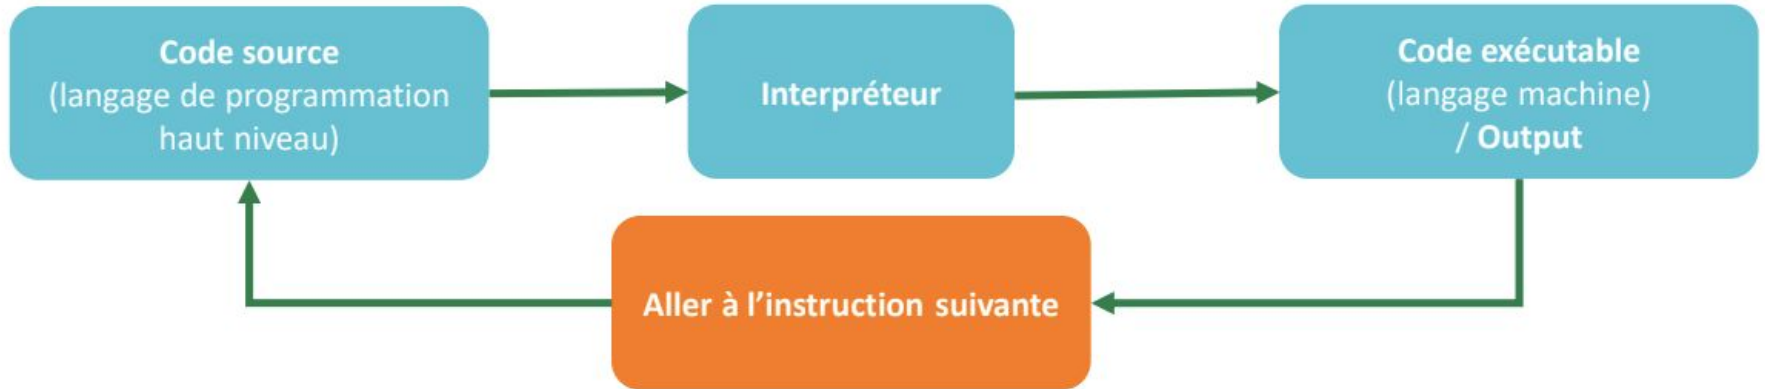 Code source
(langage de programmation
haut niveau)
Interpréteur
Code exécutable
(langage machine)
/ Output
Aller à l’instruction suivante